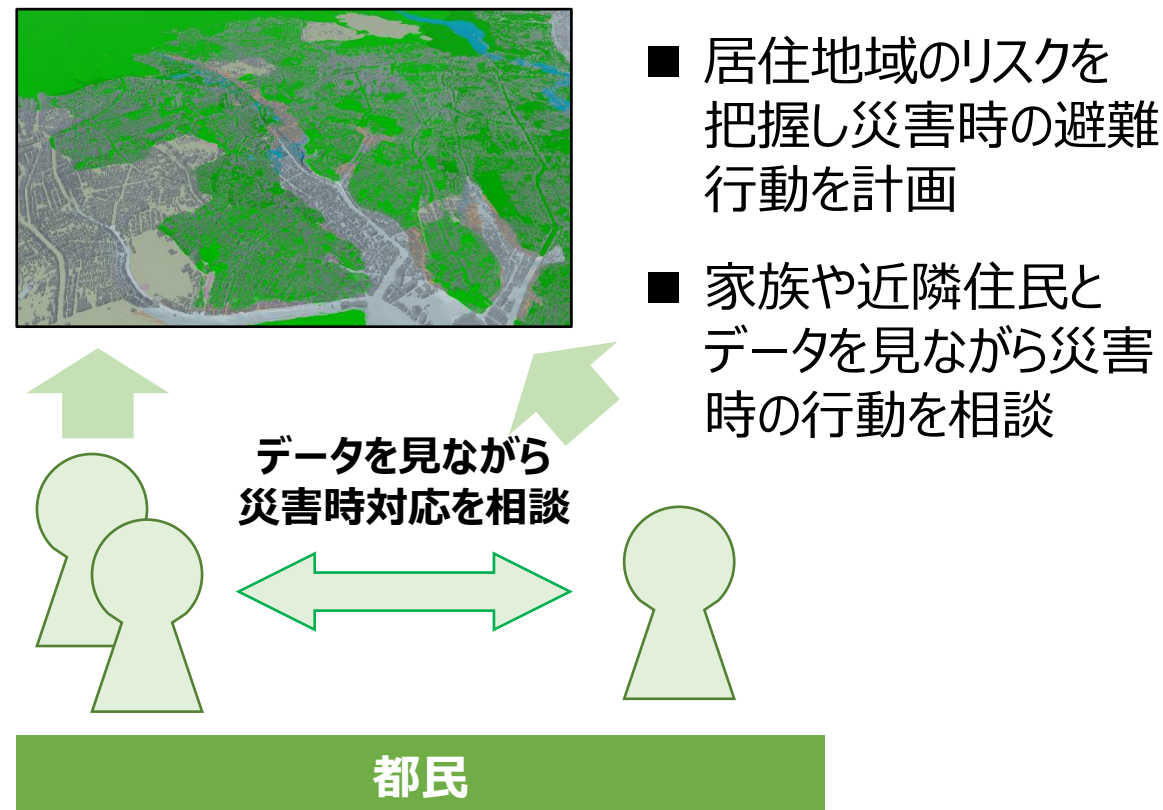 ■ 居住地域のリスクを
把握し災害時の避難
行動を計画
■ 家族や近隣住民と
データを見ながら災害
時の行動を相談
データを見ながら
災害時対応を相談
都民